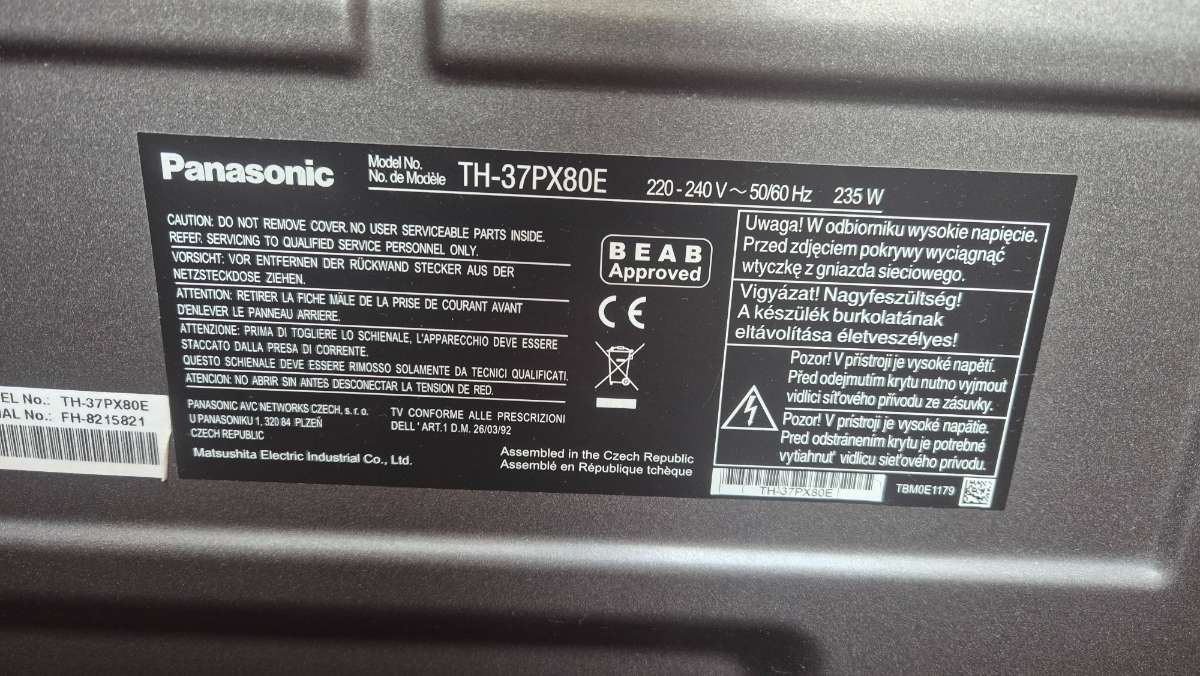 Panasonic
Model No.
No. de Modèle
TH-37PX80E
220 - 240 V ~ 50/60 Hz 235 W
CAUTION: DO NOT REMOVE COVER. NO USER SERVICEABLE PARTS INSIDE.
REFER SERVICING TO QUALIFIED SERVICE PERSONNEL ONLY.
VORSICHT: VOR ENTFERNEN DER RÜCKWAND STECKER AUS DER
NETZSTECKDOSE ZIEHEN.
ATTENTION: RETIRER LA FICHE MÂLE DE LA PRISE DE COURANT AVANT
D'ENLEVER LE PANNEAU ARRIERE.
ATTENZIONE: PRIMA DI TOGLIERE LO SCHIENALE, L'APPARECCHIO DEVE ESSERE
STACCATO DALLA PRESA DI CORRENTE.
QUESTO SCHIENALE DEVE ESSERE RIMOSSO SOLAMENTE DA TECNICI QUALIFICATI.
ATENCION: NO ABRIR SIN ANTES DESCONECTAR LA TENSION DE RED.
PANASONIC AVC NETWORKS CZECH, s.r.o.
U PANASONIKU 1, 320 84 PLZEŇ
CZECH REPUBLIC
TV CONFORME ALLE PRESCRIZIONI
DELL' ART.1 D.M. 26/03/92
Matsushita Electric Industrial Co., Ltd.
Assembled in the Czech Republic
Assemblé en République tchèque
BEAB
Approved
CE
Uwaga! W odbiorniku wysokie napięcie.
Przed zdjęciem pokrywy wyciągnąć
wtyczkę z gniazda sieciowego.
Vigyázat! Nagyfeszültség!
A készülék burkolatának
eltávolítása életveszélyes!
Pozor! V přístroji je vysoké napětí.
Před odejmutím krytu nutno vyjmout
vidlici síťového přívodu ze zásuvky.
Pozor! V prístroji je vysoké napätie.
Pred odstránením krytu je potrebné
vytiahnuť vidlicu sieťového prívodu.
TH-37PX80E
TBM0E1179
EL No.: TH-37PX80E
IAL No.: FH-8215821